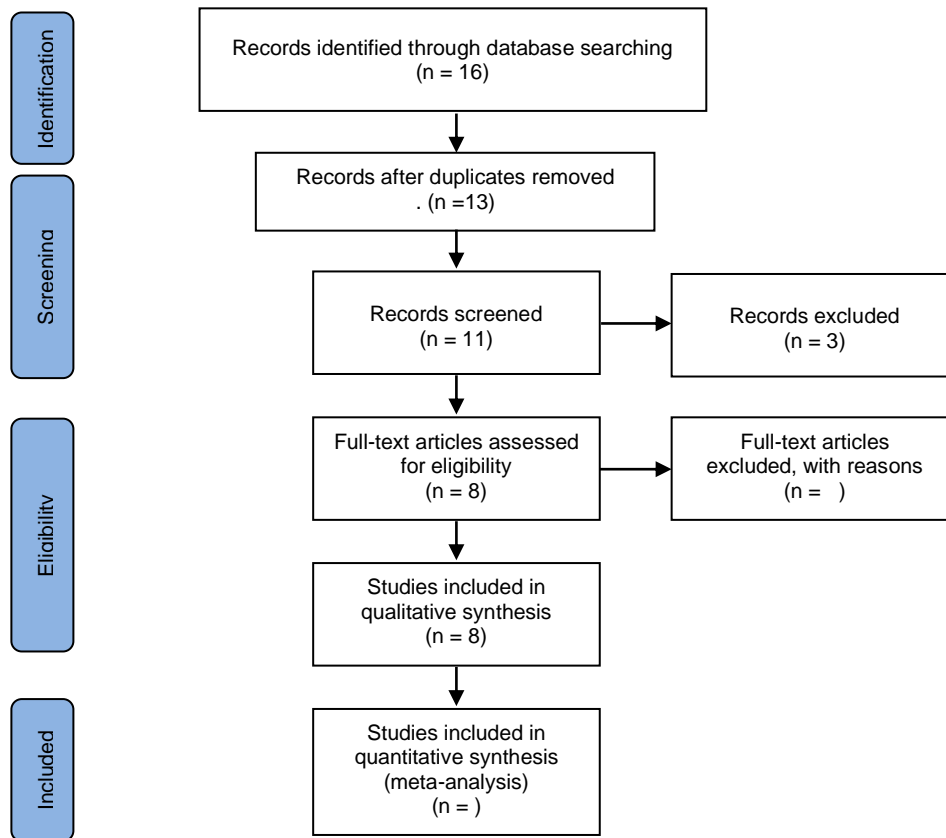 Identification
Records identified through database searching
(n = 16)
Records after duplicates removed
. (n =13)
Screening
Records screened
(n = 11)
Records excluded
(n = 3)
Eligibility
Full-text articles assessed
for eligibility
(n = 8)
Full-text articles
excluded, with reasons
(n =   )
Studies included in
qualitative synthesis
(n = 8)
Included
Studies included in
quantitative synthesis
(meta-analysis)
(n = )